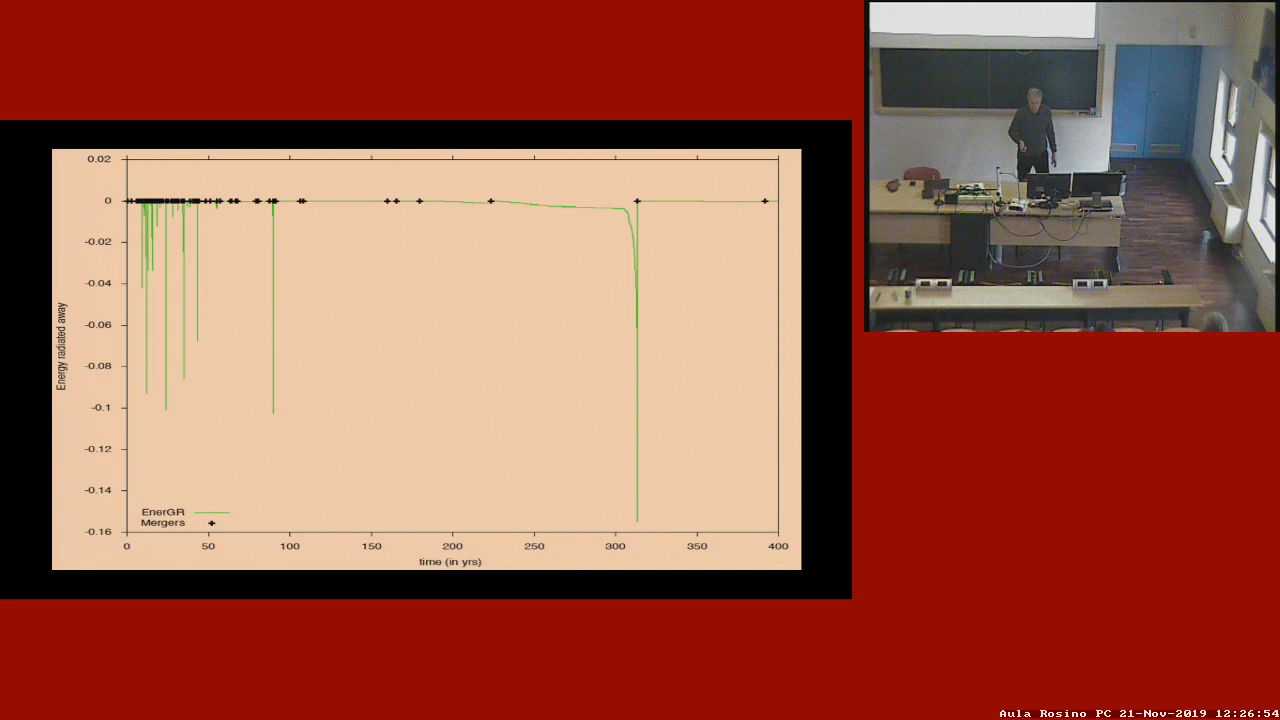 0.02
0
-0.02
-0.04
-0.06
-0.08
-0.1
-0.12
-0.14
-0.16
Energy radiated away
EnerGR
Mergers
0 50 100 150 200 250 300 350 400
time (in yrs)
Aula Rosino PC 21-Nov-2019 12:26:54